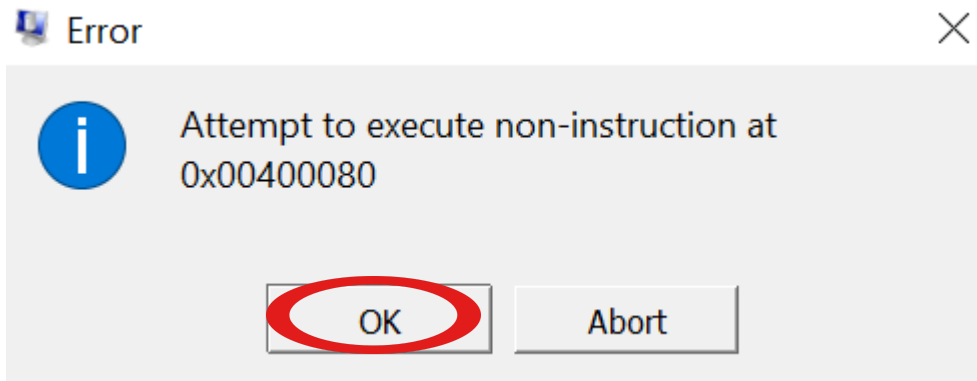 Error
Attempt to execute non-instruction at
0x00400080
OK
Abort